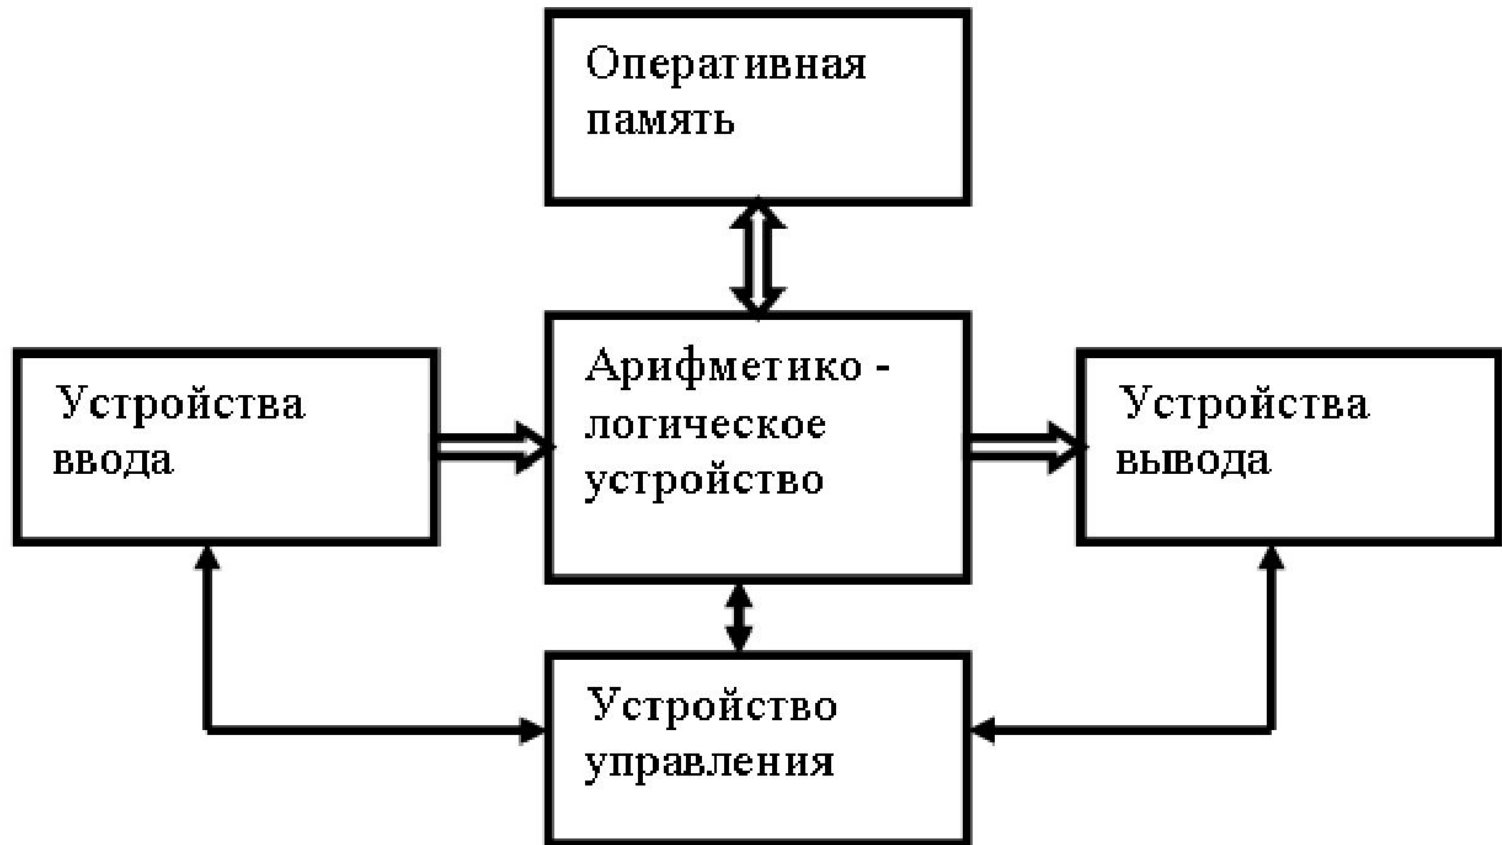 Оперативная
память
Устройства
ввода
Арифметико -
логическое
устройство
Устройства
вывода
Устройство
управления